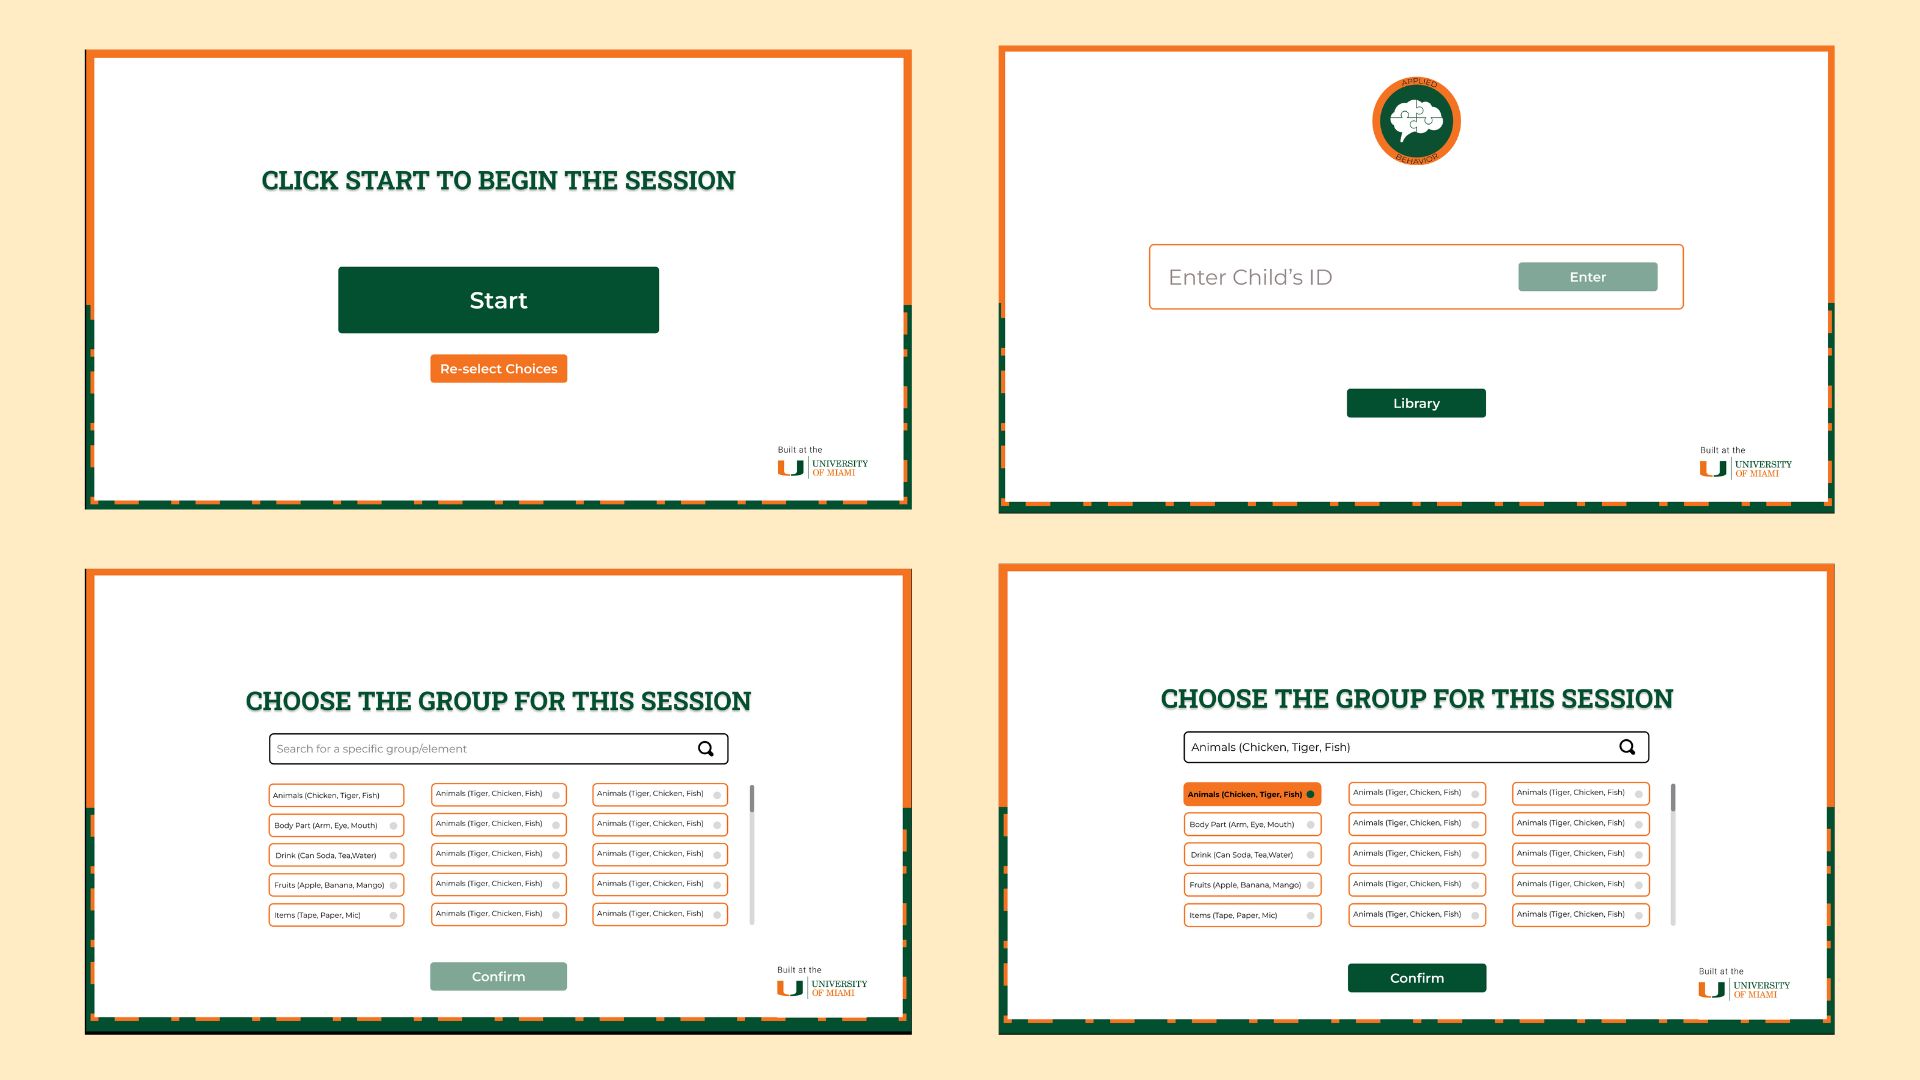 CLICK START TO BEGIN THE SESSION
Start
Re-select Choices
Built at the
UNIVERSITY
OF MIAMI
APPLIED
BEHAVIOR
Enter Child's ID
Enter
Library
Built at the
UNIVERSITY
OF MIAMI
CHOOSE THE GROUP FOR THIS SESSION
Search for a specific group/element
Animals (Chicken, Tiger, Fish)
Animals (Tiger, Chicken, Fish)
Animals (Tiger, Chicken, Fish)
Body Part (Arm, Eye, Mouth)
Animals (Tiger, Chicken, Fish)
Animals (Tiger, Chicken, Fish)
Drink (Can Soda, Tea,Water)
Animals (Tiger, Chicken, Fish)
Animals (Tiger, Chicken, Fish)
Fruits (Apple, Banana, Mango)
Animals (Tiger, Chicken, Fish)
Animals (Tiger, Chicken, Fish)
Items (Tape, Paper, Mic)
Animals (Tiger, Chicken, Fish)
Animals (Tiger, Chicken, Fish)
Confirm
Built at the
UNIVERSITY
OF MIAMI
CHOOSE THE GROUP FOR THIS SESSION
Animals (Chicken, Tiger, Fish)
Animals (Chicken, Tiger, Fish)
Animals (Tiger, Chicken, Fish)
Animals (Tiger, Chicken, Fish)
Body Part (Arm, Eye, Mouth)
Animals (Tiger, Chicken, Fish)
Animals (Tiger, Chicken, Fish)
Drink (Can Soda, Tea,Water)
Animals (Tiger, Chicken, Fish)
Animals (Tiger, Chicken, Fish)
Fruits (Apple, Banana, Mango)
Animals (Tiger, Chicken, Fish)
Animals (Tiger, Chicken, Fish)
Items (Tape, Paper, Mic)
Animals (Tiger, Chicken, Fish)
Animals (Tiger, Chicken, Fish)
Confirm
Built at the
UNIVERSITY
OF MIAMI